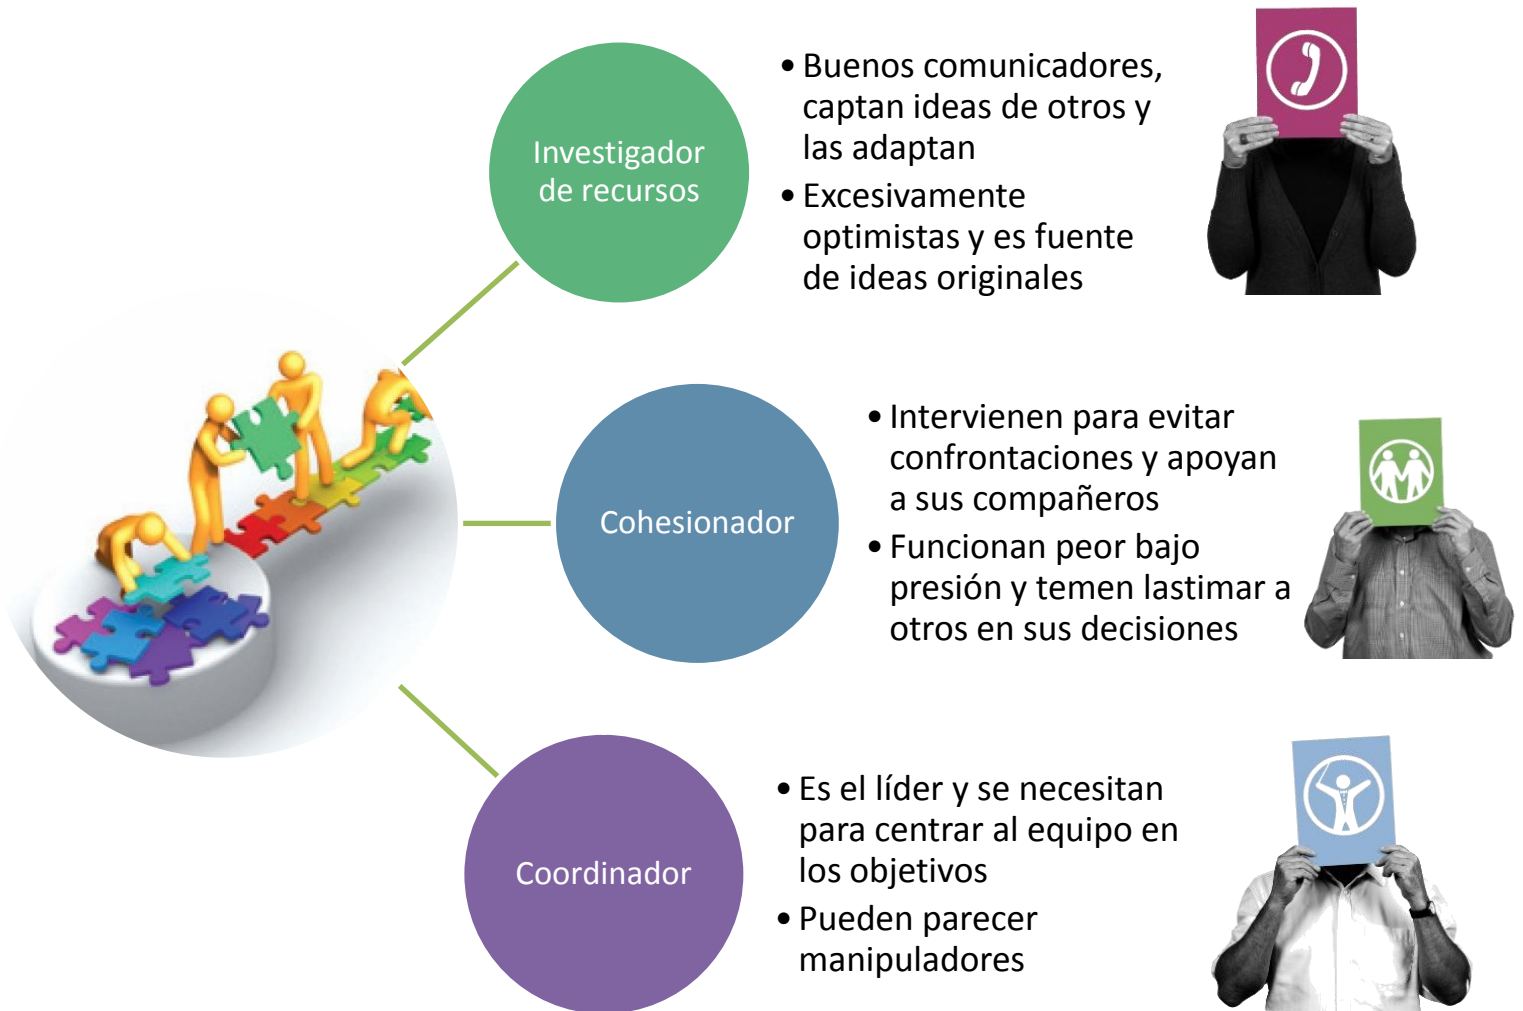 Investigador
de recursos
• Buenos comunicadores,
captan ideas de otros y
las adaptan
• Excesivamente
optimistas y es fuente
de ideas originales
Cohesionador
• Intervienen para evitar
confrontaciones y apoyan
a sus compañeros
• Funcionan peor bajo
presión y temen lastimar a
otros en sus decisiones
Coordinador
• Es el líder y se necesitan
para centrar al equipo en
los objetivos
• Pueden parecer
manipuladores